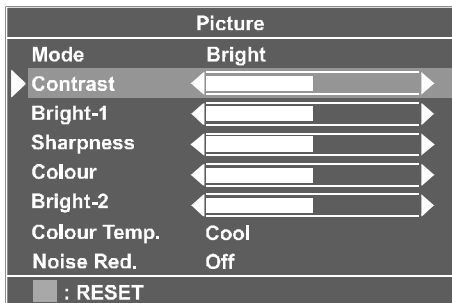 Picture
Mode Bright
Contrast
Bright-1
Sharpness
Colour
Bright-2
Colour Temp. Cool
Noise Red. Off
: RESET